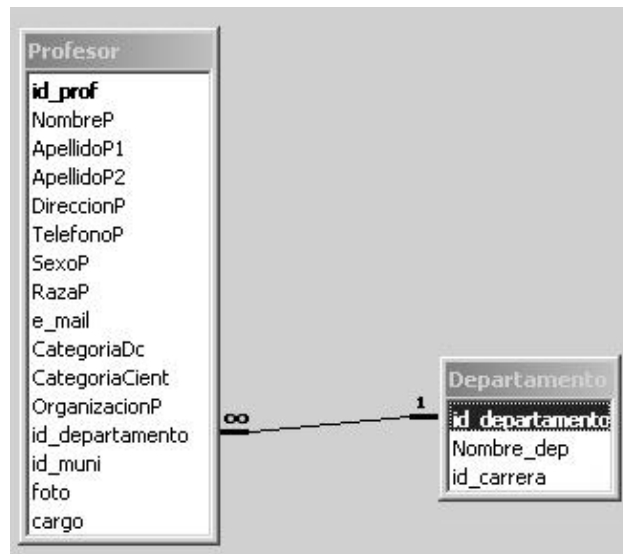 Profesor
id_prof
NombreP
ApellidoP1
ApellidoP2
DireccionP
TelefonoP
SexoP
RazaP
e_mail
CategoriaDc
CategoriaCient
OrganizacionP
id_departamento
id_muni
foto
cargo
∞
1
Departamento
id_departamento
Nombre_dep
id_carrera